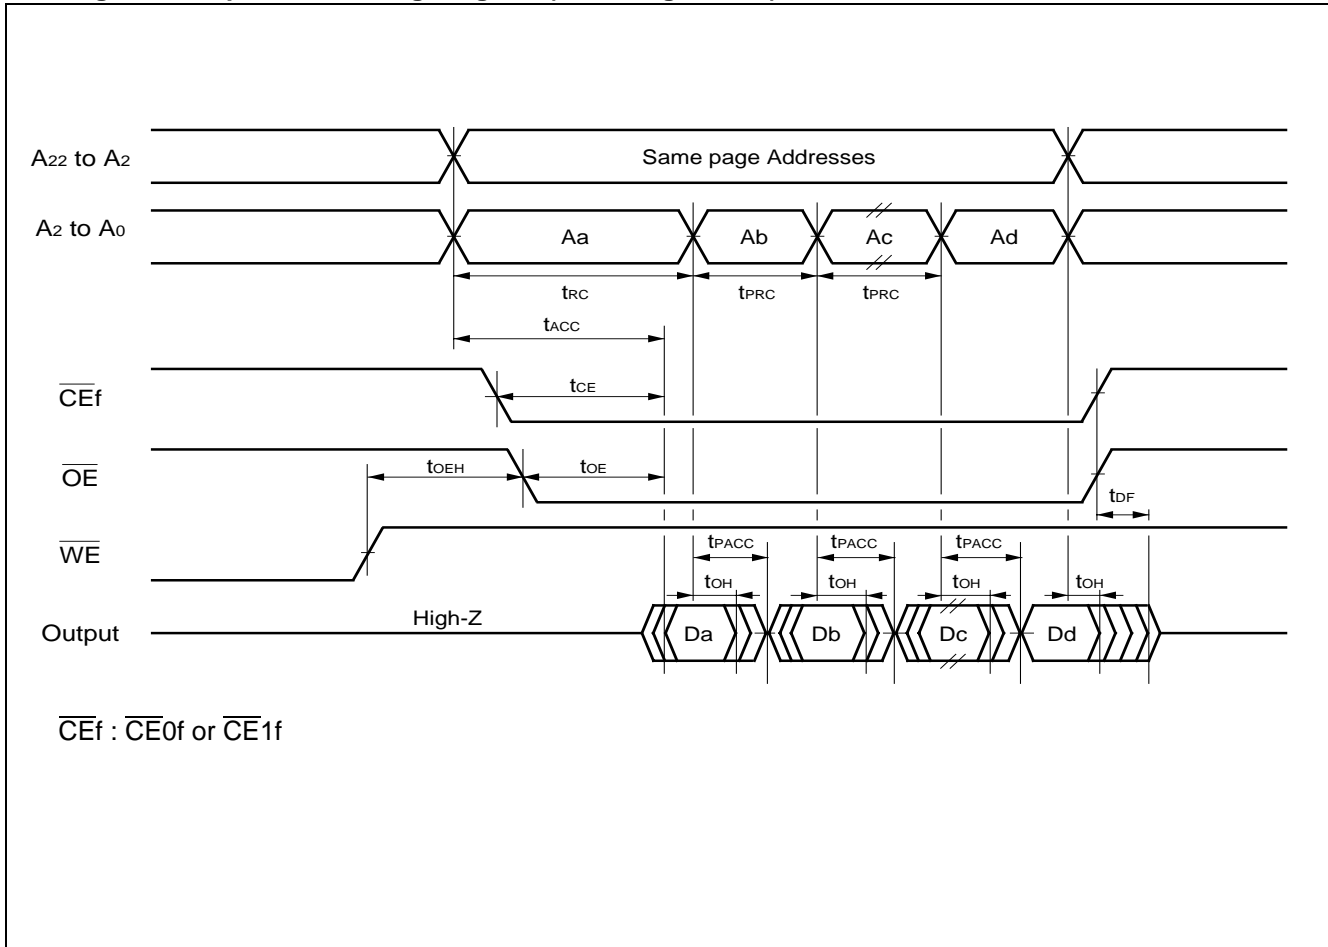 A22 to A2
Same page Addresses
A2 to A0
Aa
Ab
Ac
Ad
tRC
tPRC
tPRC
tACC
CEf
tCE
OE
tOEH
tOE
tDF
WE
tPACC
tPACC
tPACC
tOH
tOH
tOH
tOH
Output
High-Z
Da
Db
Dc
Dd
CEf : CE0f or CE1f